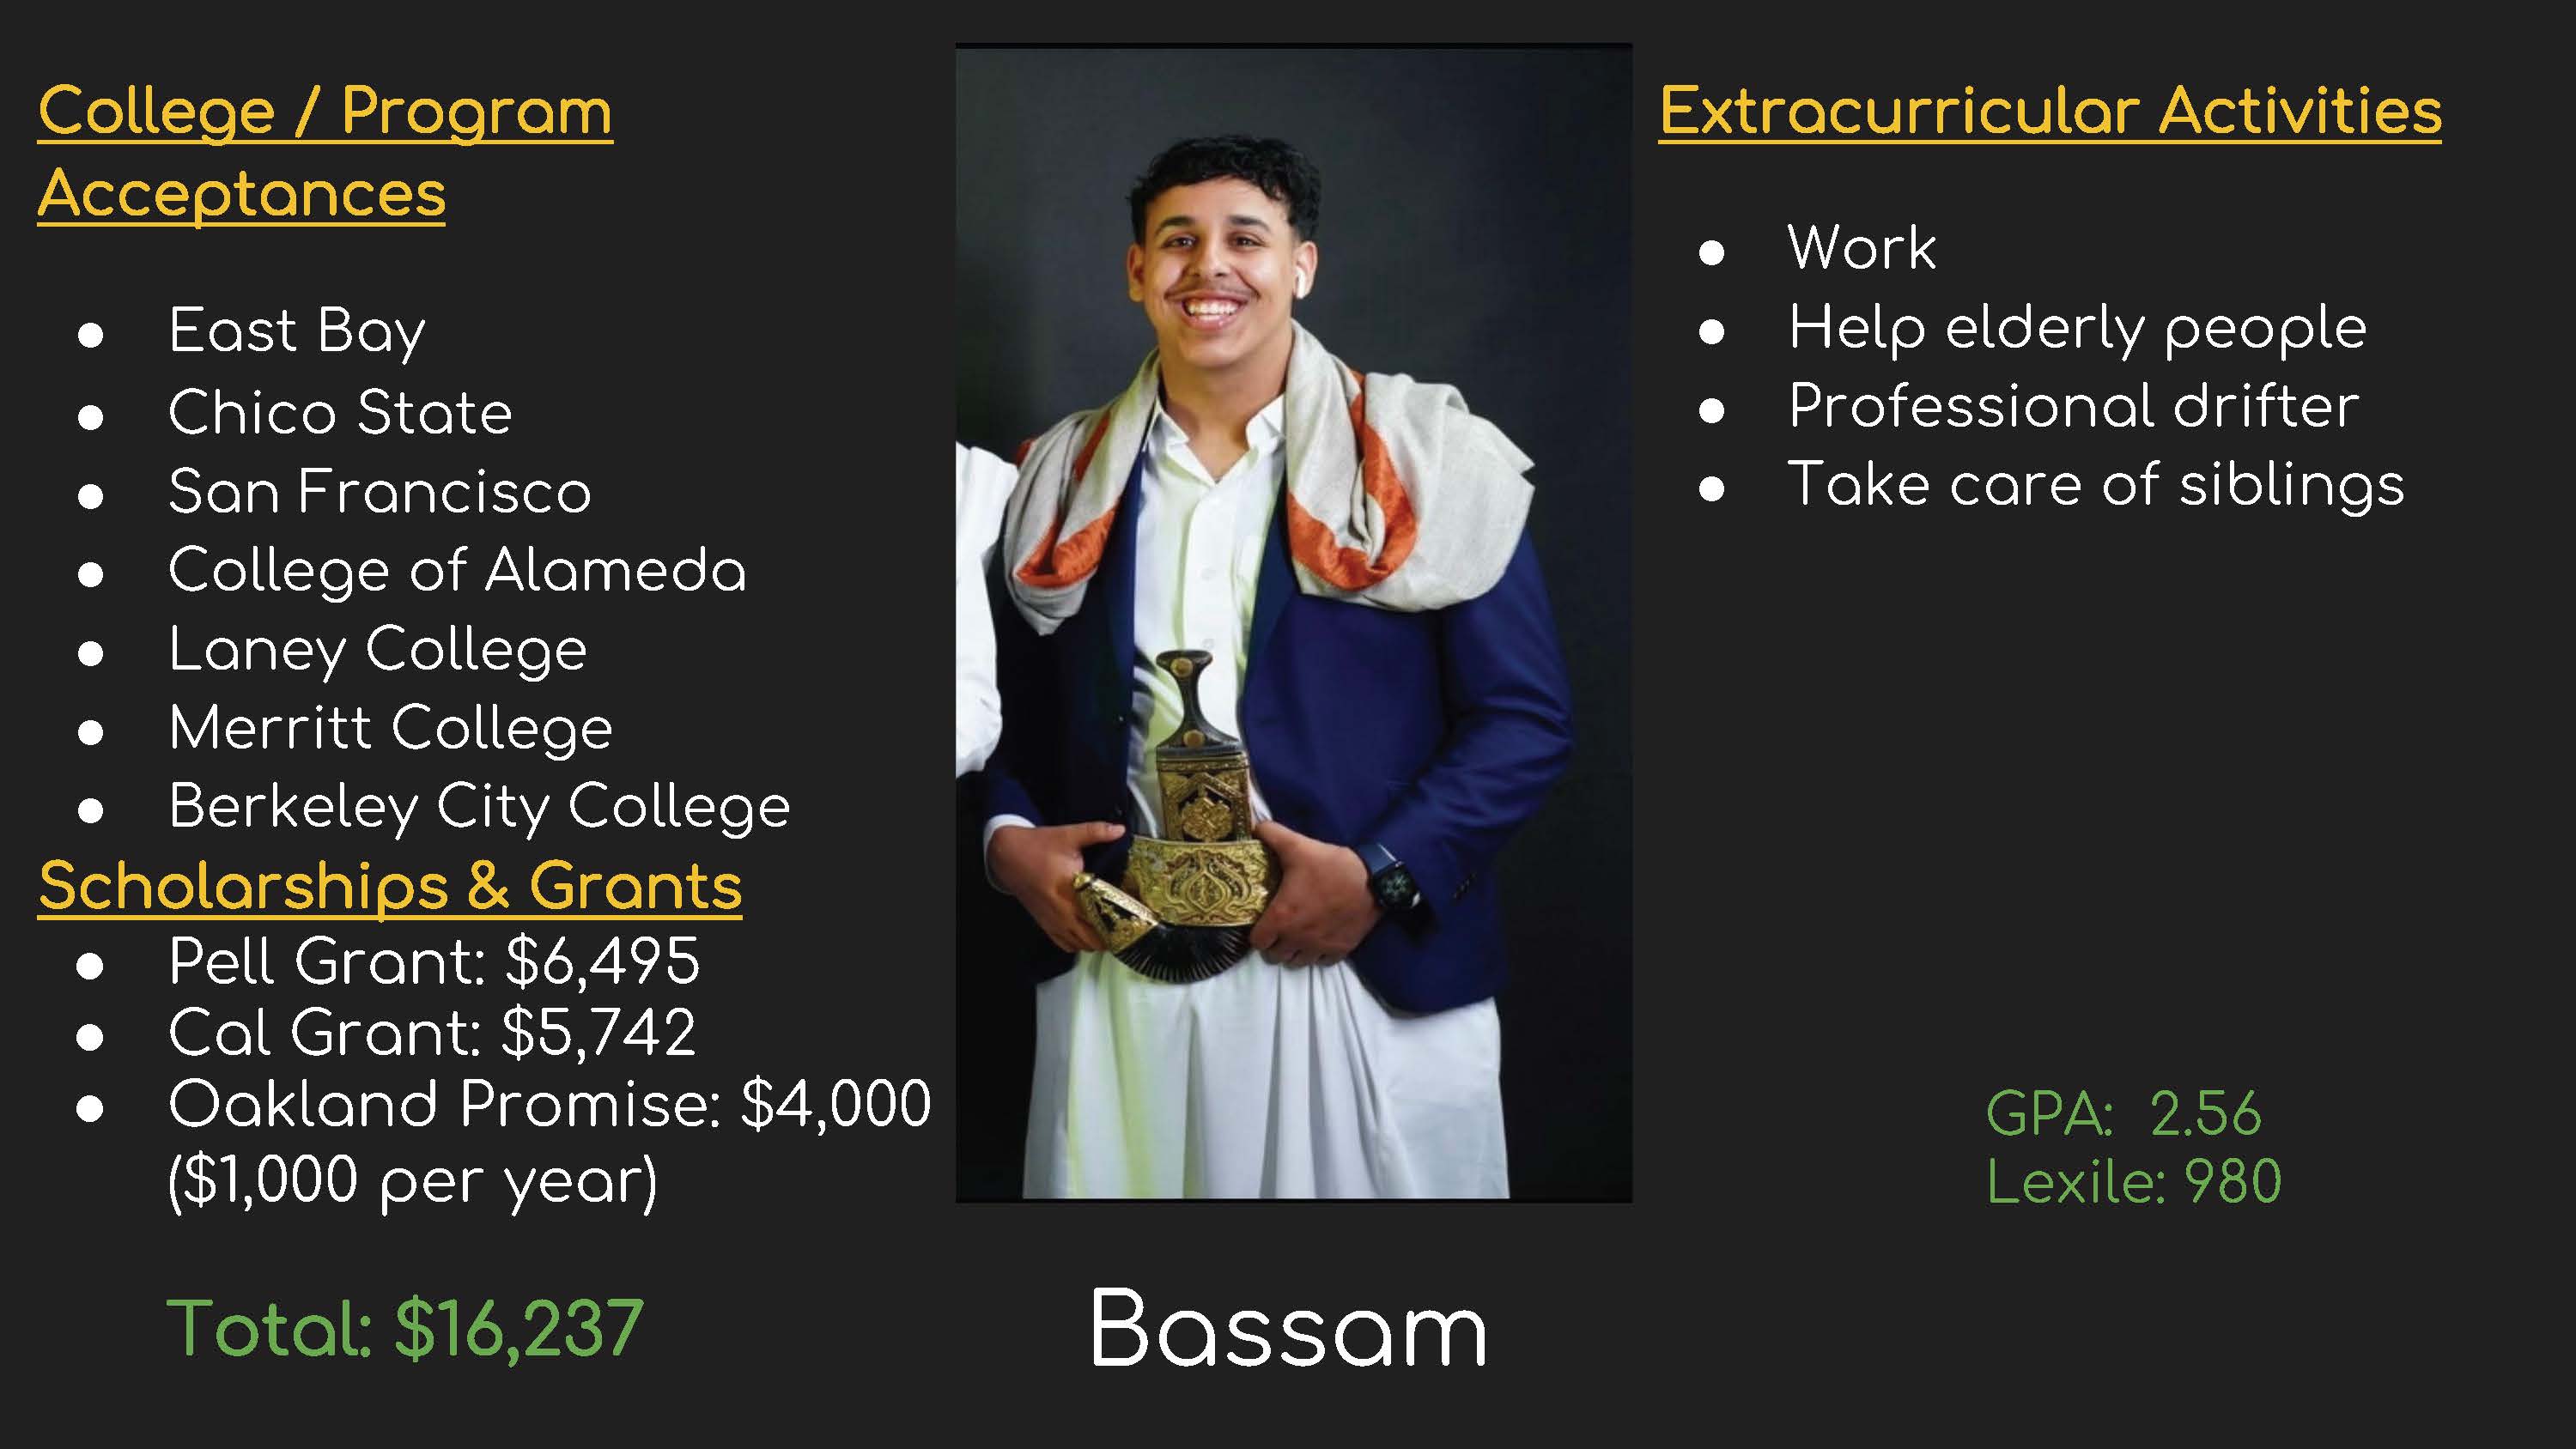 College / Program
Acceptances
● East Bay
● Chico State
● San Francisco
● College of Alameda
● Laney College
● Merritt College
● Berkeley City College
Scholarships & Grants
● Pell Grant: $6,495
● Cal Grant: $5,742
● Oakland Promise: $4,000
($1,000 per year)
Total: $16,237
Bassam
Extracurricular Activities
● Work
● Help elderly people
● Professional drifter
● Take care of siblings
GPA: 2.56
Lexile: 980